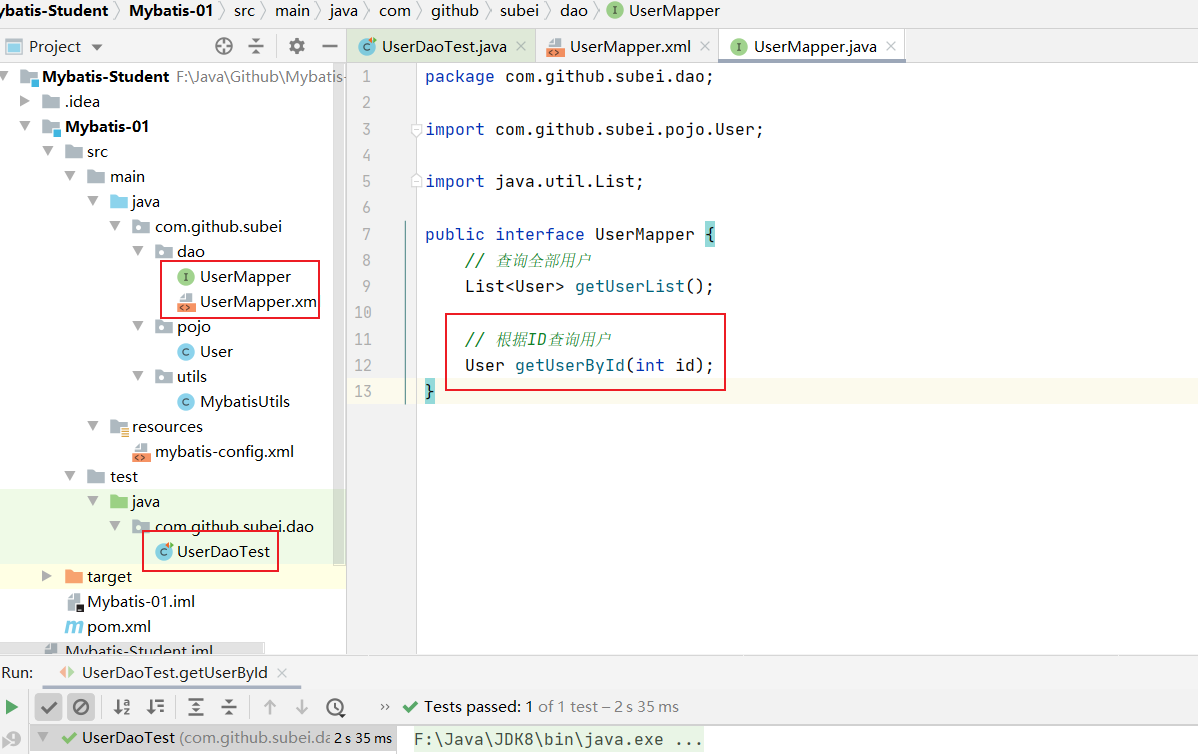 ybatis-Student Mybatis-01 src main java com github subei dao UserMapper
Project
UserDaoTest.java UserMapper.xml UserMapper.java
Mybatis-Student F:\Java\Github\Mybatis-
.idea
Mybatis-01
src
main
java
com.github.subei
dao
UserMapper
UserMapper.xm
pojo
User
utils
MybatisUtils
resources
mybatis-config.xml
test
java
com.github.subei.dao
UserDaoTest
target
Mybatis-01.iml
pom.xml
Mybatis-Student.iml
1 package com.github.subei.dao;
2
3 import com.github.subei.pojo.User;
4
5 import java.util.List;
6
7 public interface UserMapper {
8 // 查询全部用户
9 List<User> getUserList();
10
11 // 根据ID查询用户
12 User getUserById(int id);
13 }
Run: UserDaoTest.getUserById
Tests passed: 1 of 1 test – 2 s 35 ms
UserDaoTest (com.github.subei.da 2 s 35 ms
F:\Java\JDK8\bin\java.exe ...